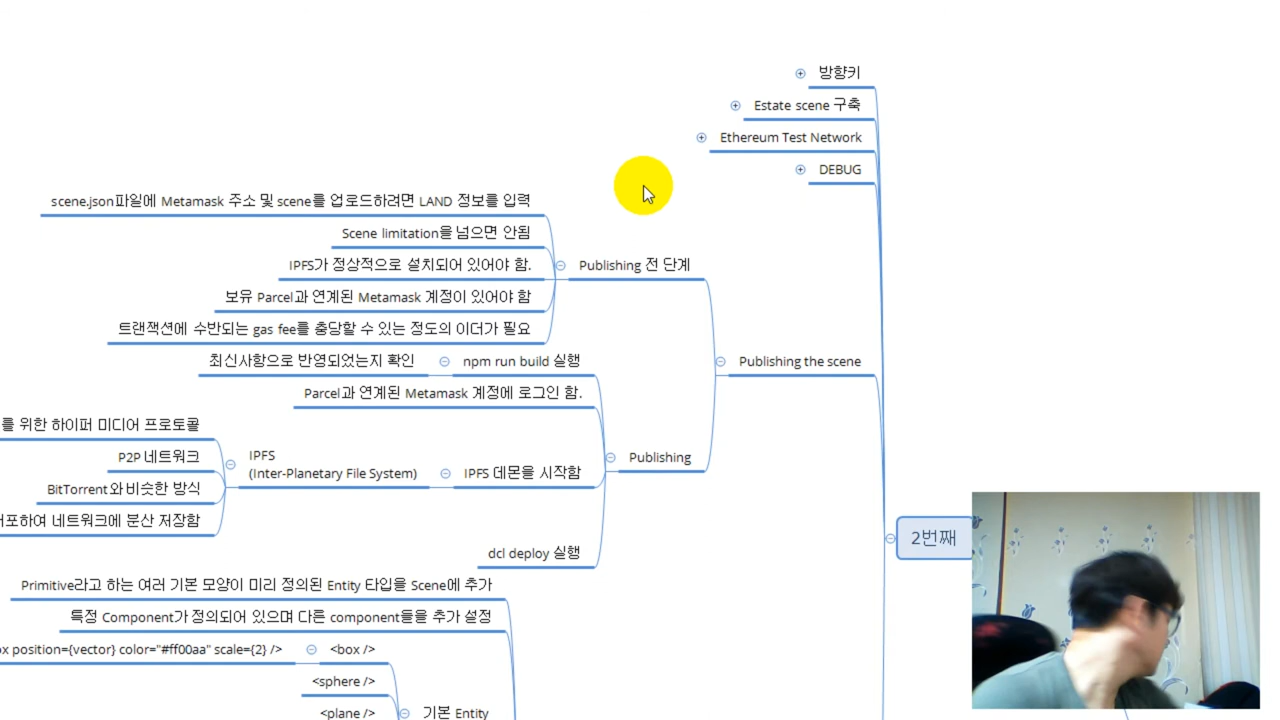 방향키
Estate scene 구축
Ethereum Test Network
DEBUG
scene.json파일에 Metamask 주소 및 scene를 업로드하려면 LAND 정보를 입력
Scene limitation을 넘으면 안됨
IPFS가 정상적으로 설치되어 있어야 함.
Publishing 전 단계
보유 Parcel과 연계된 Metamask 계정이 있어야 함
트랜잭션에 수반되는 gas fee를 충당할 수 있는 정도의 이더가 필요
최신사항으로 반영되었는지 확인
npm run build 실행
Publishing the scene
Parcel과 연계된 Metamask 계정에 로그인 함.
를 위한 하이퍼 미디어 프로토콜
P2P 네트워크
IPFS
(Inter-Planetary File System)
IPFS 데몬을 시작함
Publishing
BitTorrent와 비슷한 방식
배포하여 네트워크에 분산 저장함
2번째
dcl deploy 실행
Primitive라고 하는 여러 기본 모양이 미리 정의된 Entity 타입을 Scene에 추가
특정 Component가 정의되어 있으며 다른 component들을 추가 설정
position={vector} color="#ff00aa" scale={2} />
<box />
<sphere />
<plane />
기본 Entity